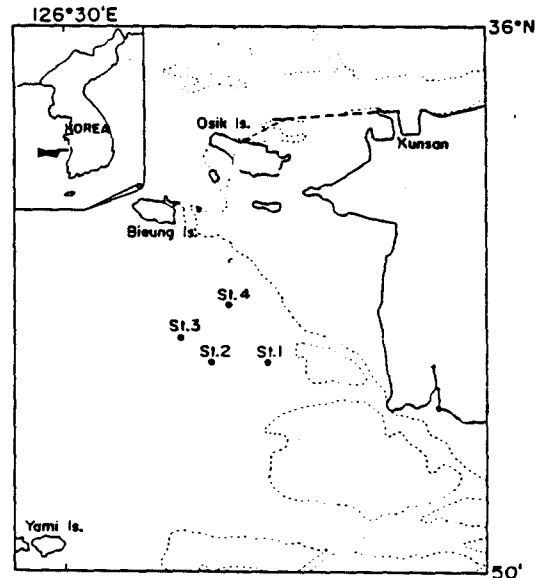 126°30'E
36°N
KOREA
Osik Is.
Kunsan
Bieung Is.
St.4
St.3
St.2
St.1
Yami Is.
50'